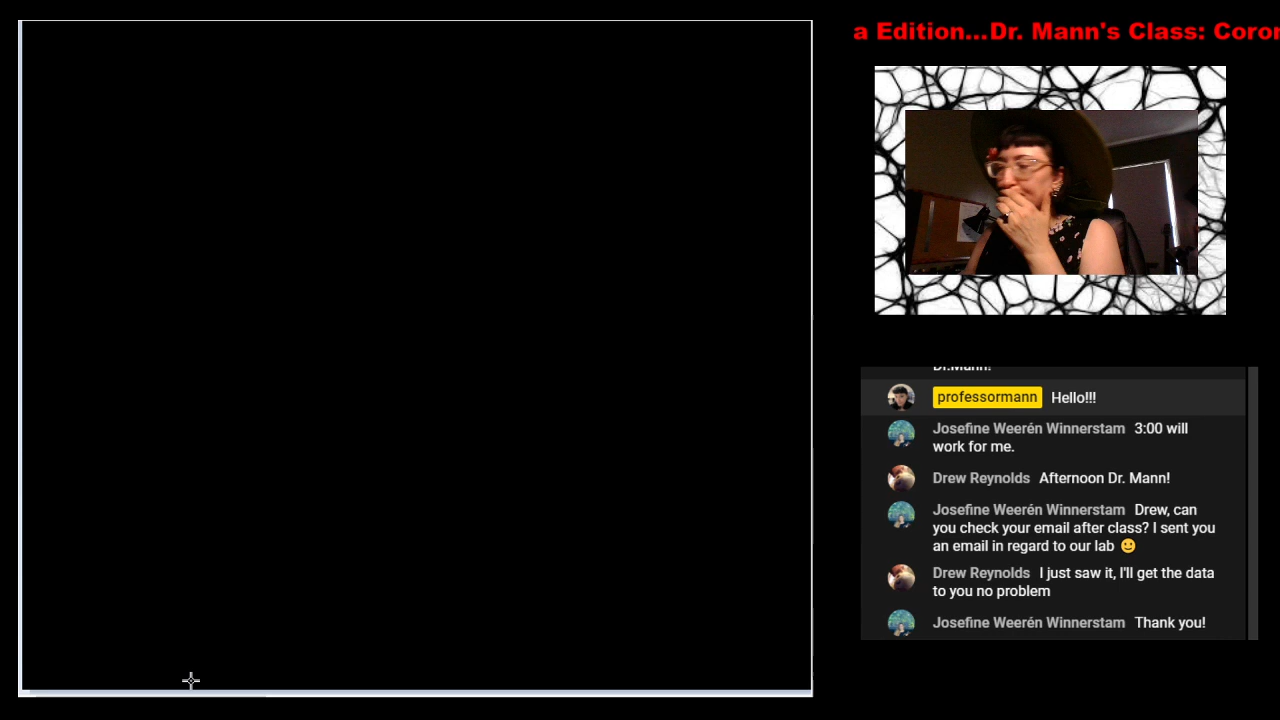 a Edition...Dr. Mann's Class: Coron
Dr.Mann!
professormann Hello!!!
Josefine Weerén Winnerstam 3:00 will
work for me.
Drew Reynolds Afternoon Dr. Mann!
Josefine Weerén Winnerstam Drew, can
you check your email after class? I sent you
an email in regard to our lab 🙂
Drew Reynolds I just saw it, I'll get the data
to you no problem
Josefine Weerén Winnerstam Thank you!